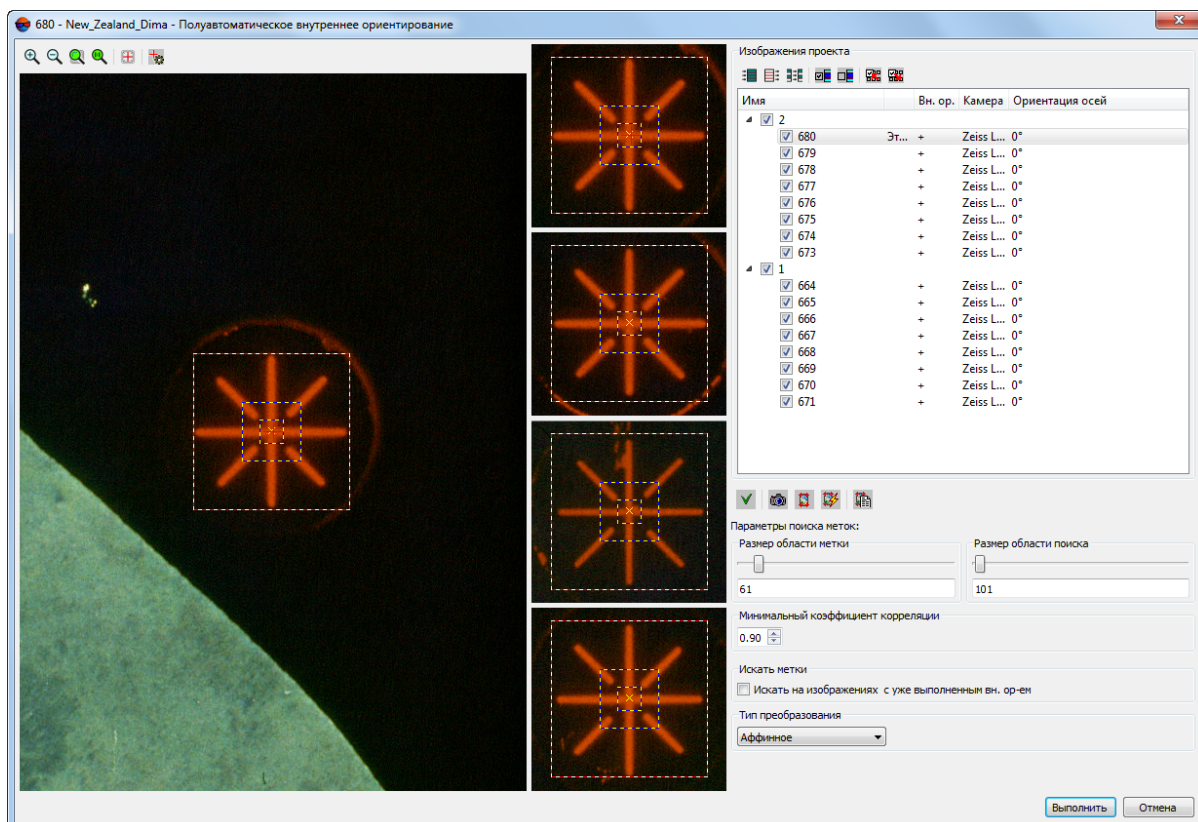 680 - New_Zealand_Dima - Полуавтоматическое внутреннее ориентирование
Изображения проекта
Имя Вн. ор. Камера Ориентация осей
2
680 Эт... + Zeiss L... 0°
679 + Zeiss L... 0°
678 + Zeiss L... 0°
677 + Zeiss L... 0°
676 + Zeiss L... 0°
675 + Zeiss L... 0°
674 + Zeiss L... 0°
673 + Zeiss L... 0°
1
664 + Zeiss L... 0°
665 + Zeiss L... 0°
666 + Zeiss L... 0°
667 + Zeiss L... 0°
668 + Zeiss L... 0°
669 + Zeiss L... 0°
670 + Zeiss L... 0°
671 + Zeiss L... 0°
Параметры поиска меток:
Размер области метки Размер области поиска
61 101
Минимальный коэффициент корреляции
0.90
Искать метки
Искать на изображениях с уже выполненным вн. ор-ем
Тип преобразования
Аффинное
Выполнить Отмена